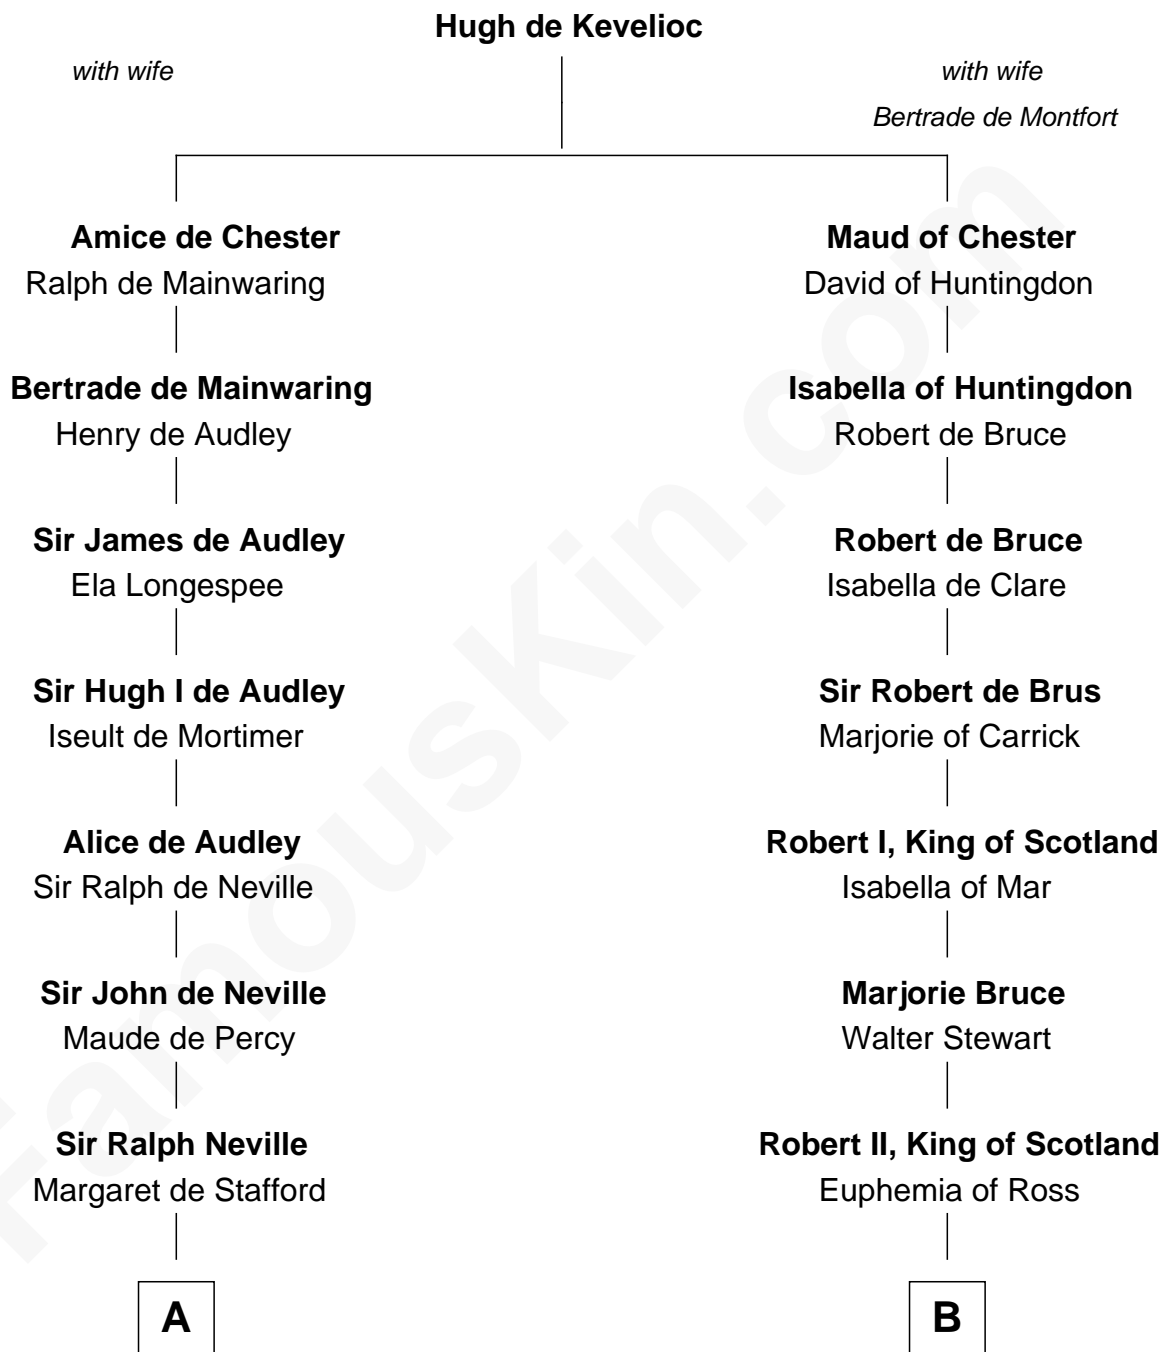 Hugh de Kevelioc
with wife
with wife
Bertrade de Montfort
Amice de Chester
Ralph de Mainwaring
Maud of Chester
David of Huntingdon
Bertrade de Mainwaring
Henry de Audley
Isabella of Huntingdon
Robert de Bruce
Sir James de Audley
Ela Longespee
Robert de Bruce
Isabella de Clare
Sir Hugh I de Audley
Iseult de Mortimer
Sir Robert de Brus
Marjorie of Carrick
Alice de Audley
Sir Ralph de Neville
Robert I, King of Scotland
Isabella of Mar
Sir John de Neville
Maude de Percy
Marjorie Bruce
Walter Stewart
Sir Ralph Neville
Margaret de Stafford
Robert II, King of Scotland
Euphemia of Ross
A
B
FamousKin.com